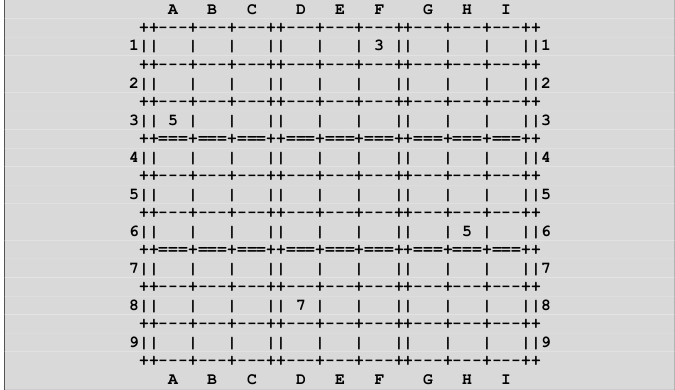 A   B   C    D   E   F    G   H   I
 ++---+---+---++---+---+---++---+---+---++
1||   |   |   ||   |   | 3 ||   |   |   ||1
 ++---+---+---++---+---+---++---+---+---++
2||   |   |   ||   |   |   ||   |   |   ||2
 ++---+---+---++---+---+---++---+---+---++
3|| 5 |   |   ||   |   |   ||   |   |   ||3
 ++===+===+===++===+===+===++===+===+===++
4||   |   |   ||   |   |   ||   |   |   ||4
 ++---+---+---++---+---+---++---+---+---++
5||   |   |   ||   |   |   ||   |   |   ||5
 ++---+---+---++---+---+---++---+---+---++
6||   |   |   ||   |   |   ||   | 5 |   ||6
 ++===+===+===++===+===+===++===+===+===++
7||   |   |   ||   |   |   ||   |   |   ||7
 ++---+---+---++---+---+---++---+---+---++
8||   |   |   || 7 |   |   ||   |   |   ||8
 ++---+---+---++---+---+---++---+---+---++
9||   |   |   ||   |   |   ||   |   |   ||9
 ++---+---+---++---+---+---++---+---+---++
    A   B   C    D   E   F    G   H   I